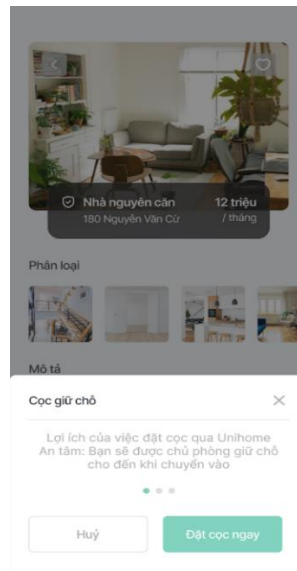 Nhà nguyên căn
12 triệu
180 Nguyễn Văn Cừ
/ tháng
Phân loại
Mô tả
Cọc giữ chỗ
Lợi ích của việc đặt cọc qua Unihome
An tâm: Bạn sẽ được chủ phòng giữ chỗ
cho đến khi chuyển vào
Huỷ
Đặt cọc ngay